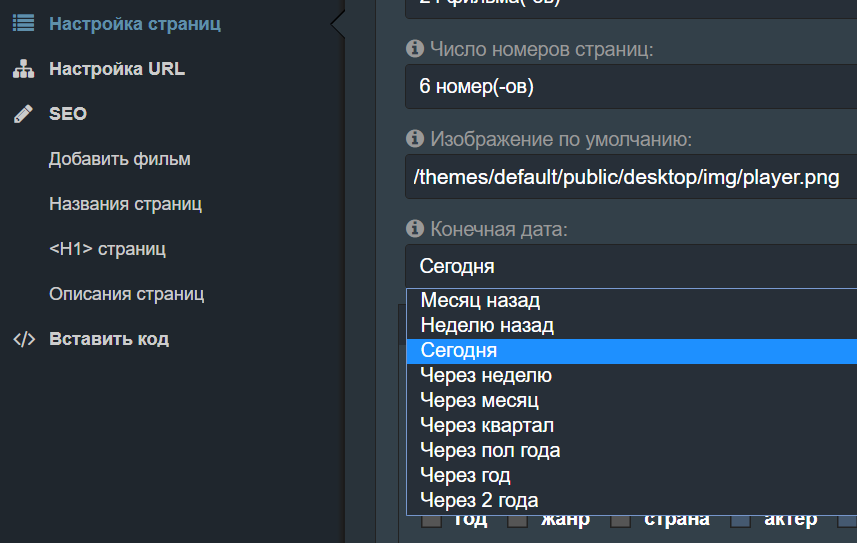 Настройка страниц
Настройка URL
SEO
Добавить фильм
Названия страниц
<H1> страниц
Описания страниц
</> Вставить код
Число номеров страниц:
6 номер(-ов)
Изображение по умолчанию:
/themes/default/public/desktop/img/player.png
Конечная дата:
Сегодня
Месяц назад
Неделю назад
Сегодня
Через неделю
Через месяц
Через квартал
Через пол года
Через год
Через 2 года
год жанр страна актер